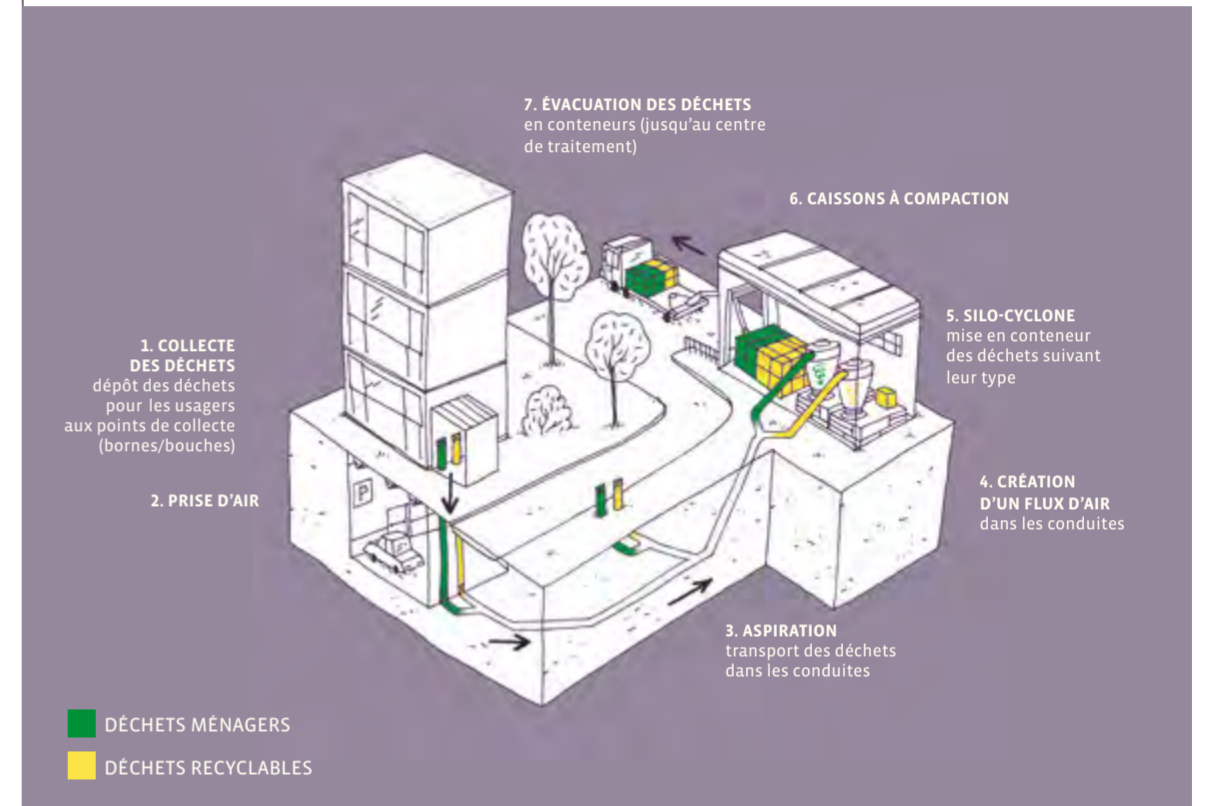 7. ÉVACUATION DES DÉCHETS
en conteneurs (jusqu'au centre
de traitement)
6. CAISSONS À COMPACTION
5. SILO-CYCLONE
mise en conteneur
des déchets suivant
leur type
1. COLLECTE
DES DÉCHETS
dépôt des déchets
pour les usagers
aux points de collecte
(bornes/bouches)
2. PRISE D'AIR
P
4. CRÉATION
D'UN FLUX D'AIR
dans les conduites
3. ASPIRATION
transport des déchets
dans les conduites
DÉCHETS MÉNAGERS
DÉCHETS RECYCLABLES